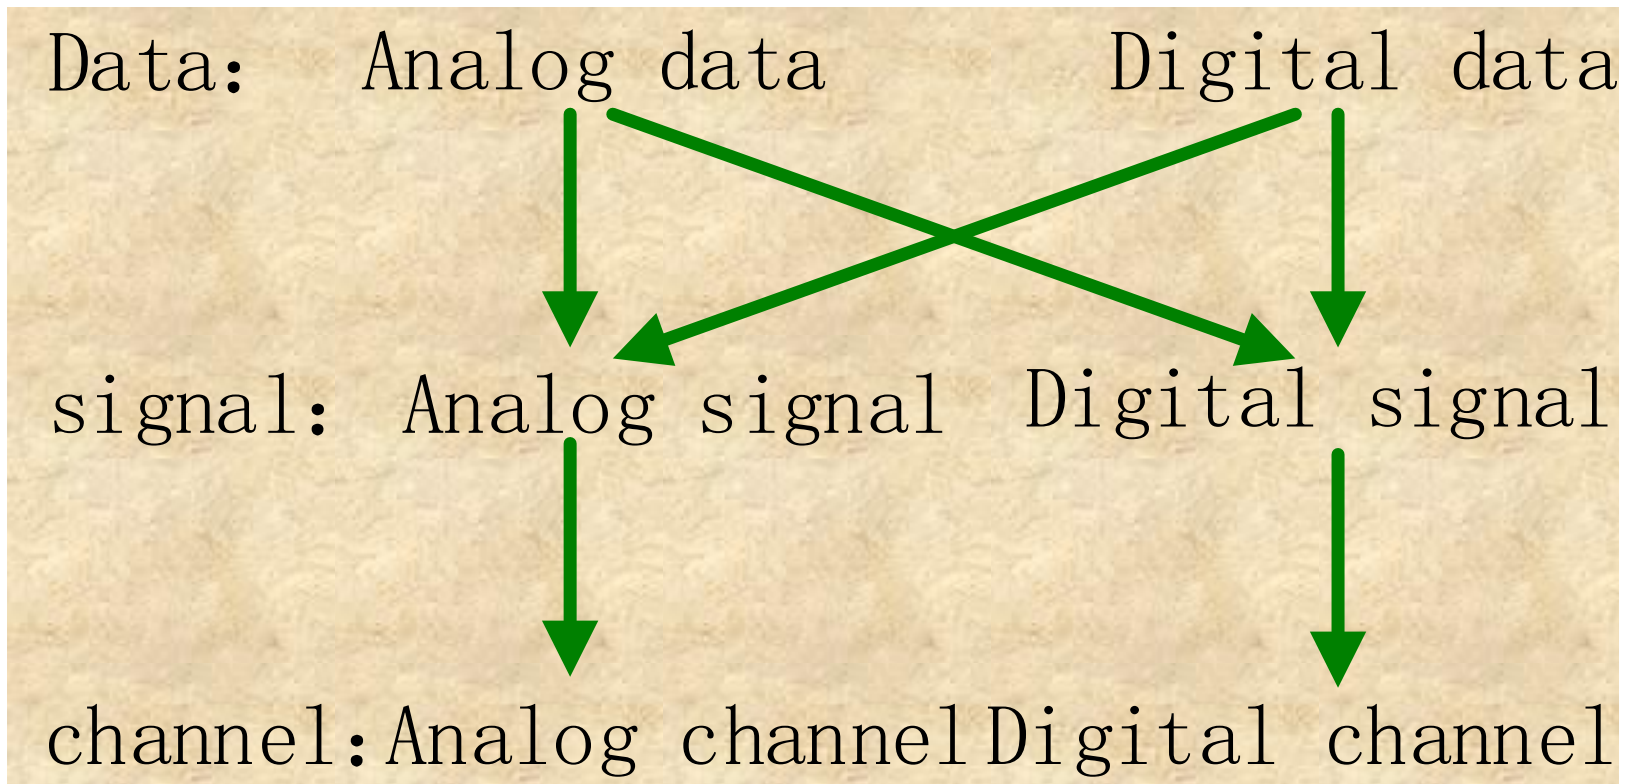 Data： Analog data Digital data
signal： Analog signal Digital signal
channel：Analog channel Digital channel